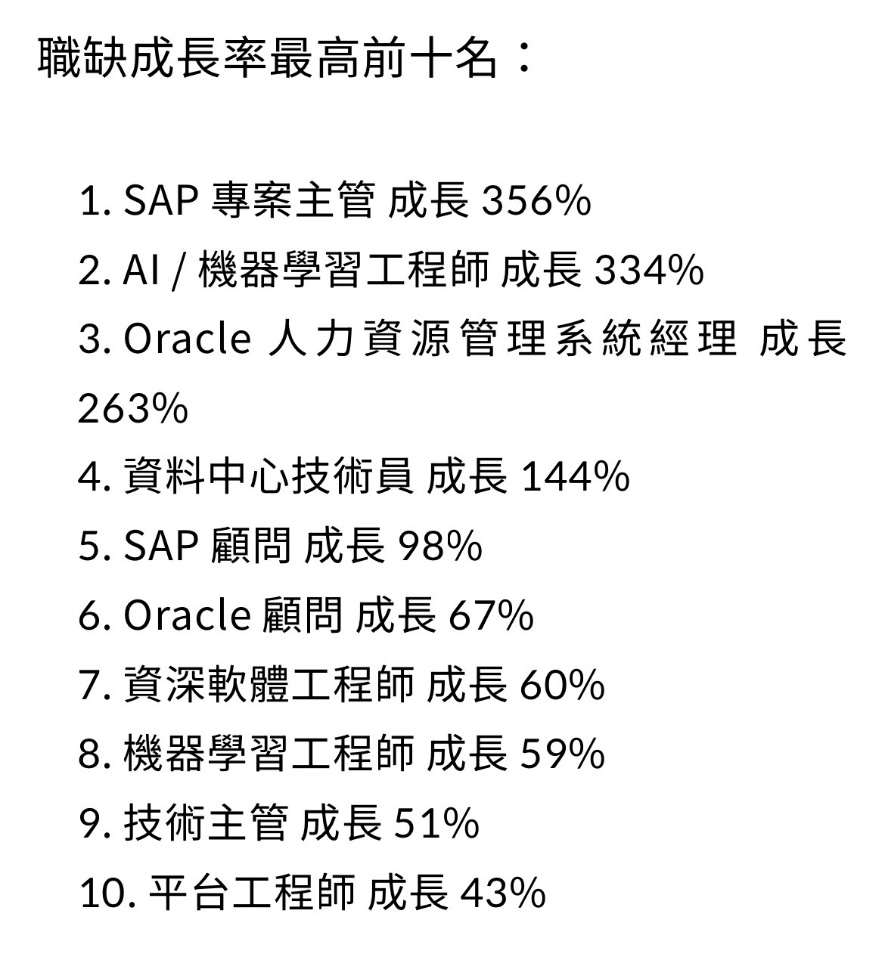 職缺成長率最高前十名：
1. SAP 專案主管 成長 356%
2. AI / 機器學習工程師 成長 334%
3. Oracle 人力資源管理系統經理 成長
263%
4. 資料中心技術員 成長 144%
5. SAP 顧問 成長 98%
6. Oracle 顧問 成長 67%
7. 資深軟體工程師 成長 60%
8. 機器學習工程師 成長 59%
9. 技術主管 成長 51%
10. 平台工程師 成長 43%